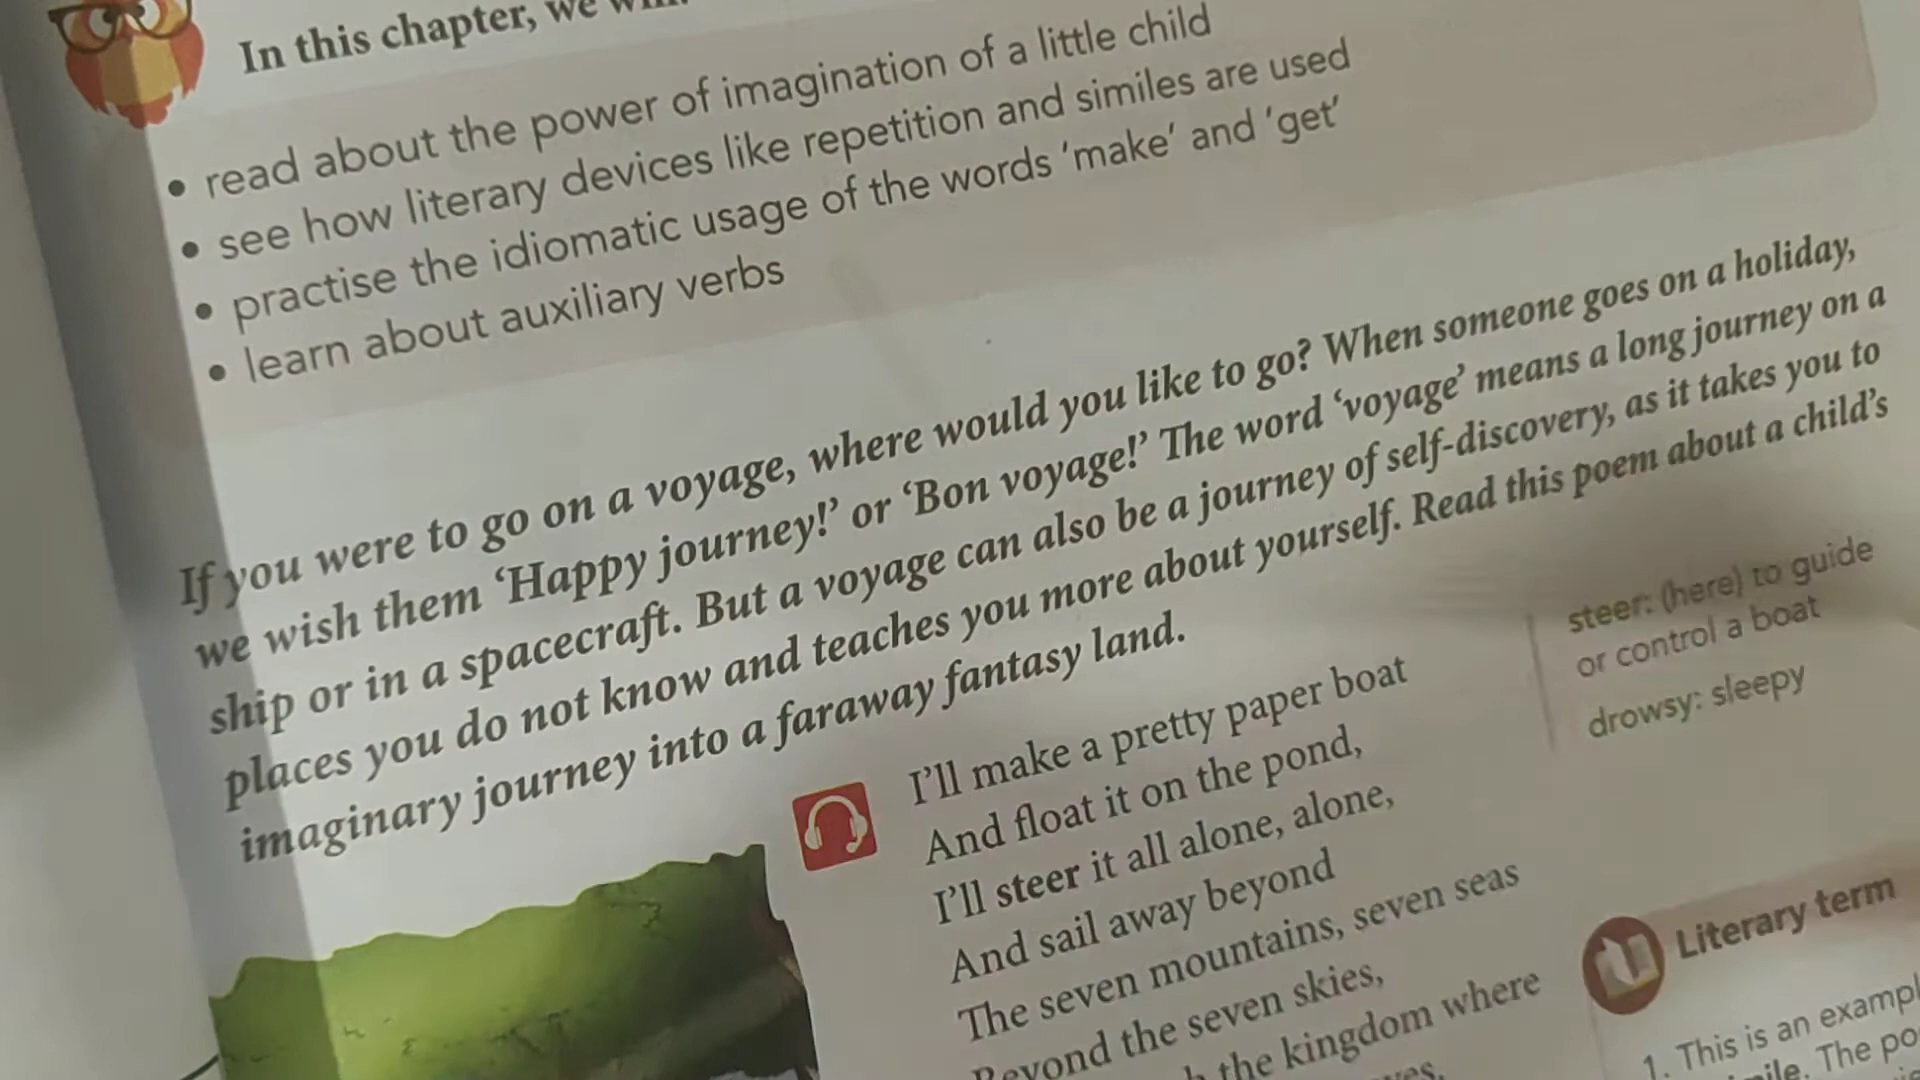 In this chapter, we will
• read about the power of imagination of a little child
• see how literary devices like repetition and similes are used
• practise the idiomatic usage of the words ‘make’ and ‘get’
• learn about auxiliary verbs
If you were to go on a voyage, where would you like to go? When someone goes on a holiday,
we wish them ‘Happy journey!’ or ‘Bon voyage!’ The word ‘voyage’ means a long journey on a
ship or in a spacecraft. But a voyage can also be a journey of self-discovery, as it takes you to
places you do not know and teaches you more about yourself. Read this poem about a child’s
imaginary journey into a faraway fantasy land.
I’ll make a pretty paper boat
And float it on the pond,
I’ll steer it all alone, alone,
And sail away beyond
The seven mountains, seven seas
Beyond the seven skies,
the kingdom where
steer: (here) to guide
or control a boat
drowsy: sleepy
Literary term
1. This is an exampl
The po